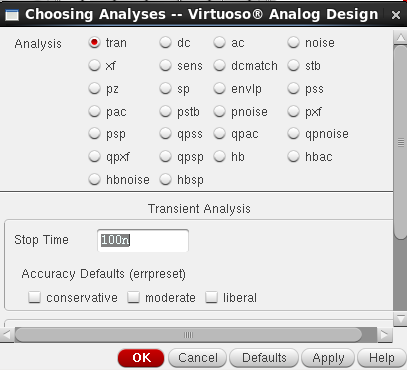 Choosing Analyses -- Virtuoso® Analog Design
Analysis tran dc ac noise
xf sens dcmatch stb
pz sp envlp pss
pac pstb pnoise pxf
psp qpss qpac qpnoise
qpxf qpsp hb hbac
hbnoise hbsp
Transient Analysis
Stop Time 100n
Accuracy Defaults (errpreset)
conservative moderate liberal
OK Cancel Defaults Apply Help